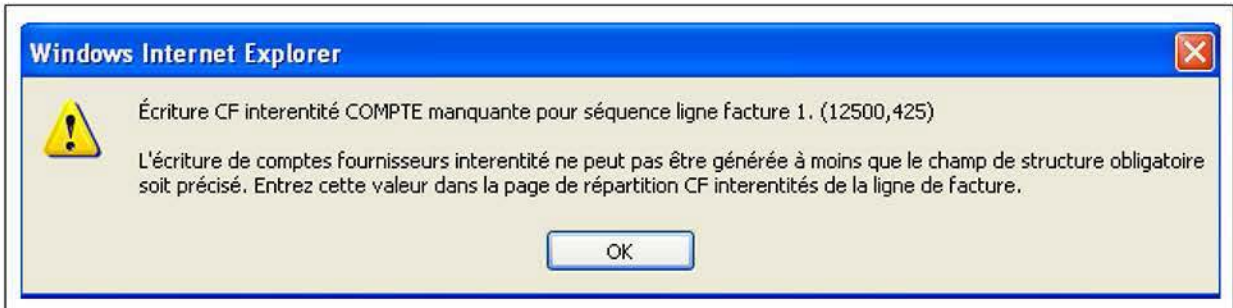 Windows Internet Explorer
Écriture CF interentité COMPTE manquante pour séquence ligne facture 1. (12500,425)
L'écriture de comptes fournisseurs interentité ne peut pas être générée à moins que le champ de structure obligatoire
soit précisé. Entrez cette valeur dans la page de répartition CF interentités de la ligne de facture.
OK